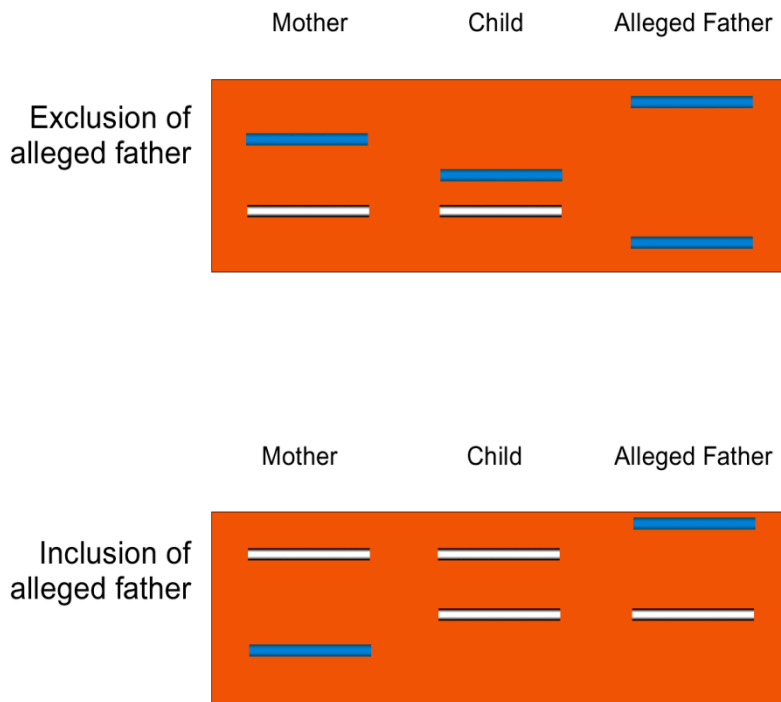 Mother Child Alleged Father
Exclusion of
alleged father
Mother Child Alleged Father
Inclusion of
alleged father